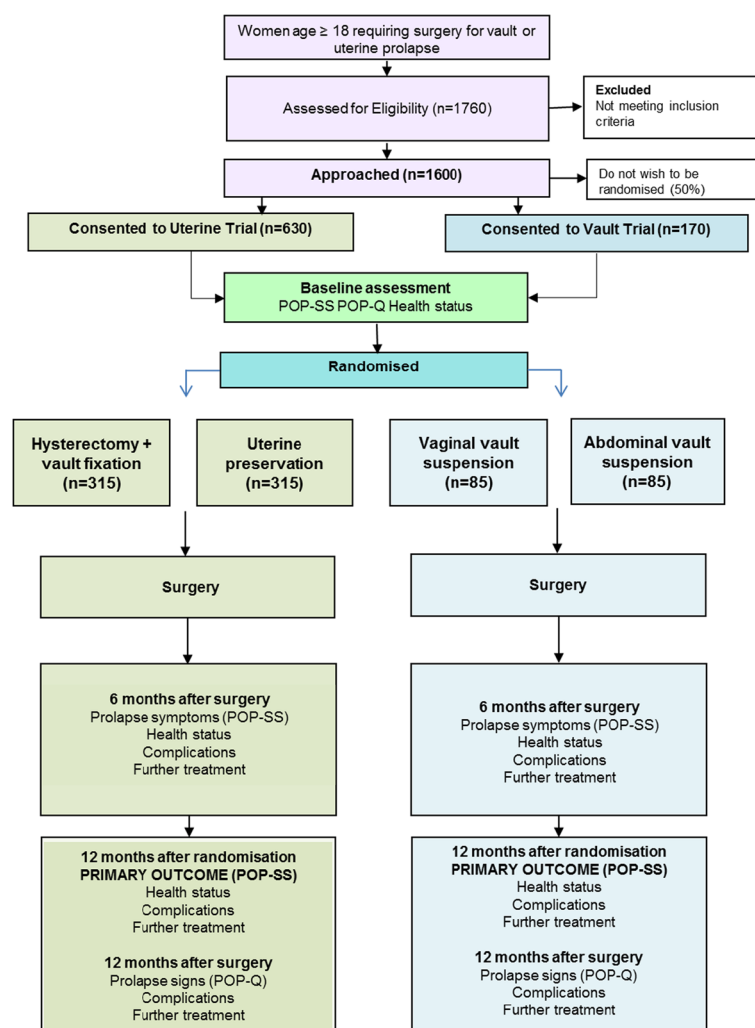 Women age ≥ 18 requiring surgery for vault or
uterine prolapse
Assessed for Eligibility (n=1760)
Excluded
Not meeting inclusion
criteria
Approached (n=1600)
Do not wish to be
randomised (50%)
Consented to Uterine Trial (n=630)
Consented to Vault Trial (n=170)
Baseline assessment
POP-SS POP-Q Health status
Randomised
Hysterectomy +
vault fixation
(n=315)
Uterine
preservation
(n=315)
Vaginal vault
suspension
(n=85)
Abdominal vault
suspension
(n=85)
Surgery
Surgery
6 months after surgery
Prolapse symptoms (POP-SS)
Health status
Complications
Further treatment
6 months after surgery
Prolapse symptoms (POP-SS)
Health status
Complications
Further treatment
12 months after randomisation
PRIMARY OUTCOME (POP-SS)
Health status
Complications
Further treatment
12 months after surgery
Prolapse signs (POP-Q)
Complications
Further treatment
12 months after randomisation
PRIMARY OUTCOME (POP-SS)
Health status
Complications
Further treatment
12 months after surgery
Prolapse signs (POP-Q)
Complications
Further treatment